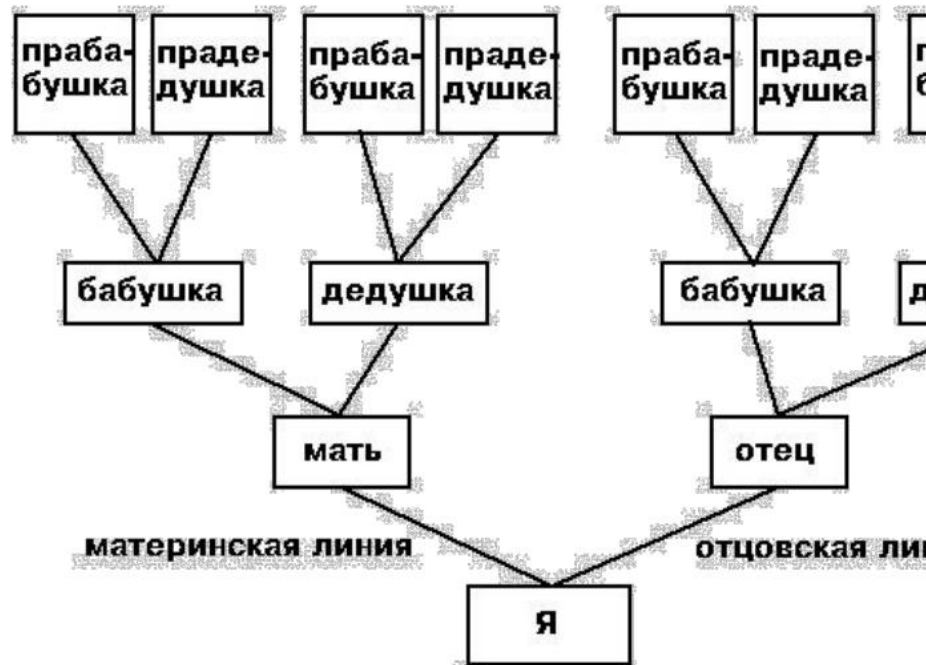 праба-
бушка
праде-
душка
праба-
бушка
праде-
душка
праба-
бушка
праде-
душка
бабушка
дедушка
бабушка
мать
отец
материнская линия
отцовская
я